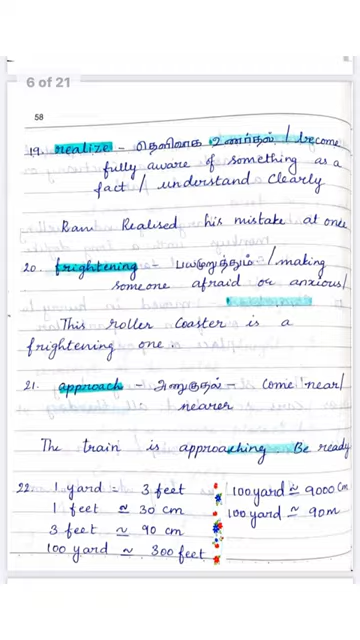 6 of 21
58
19. realize - தெளிவாக உணர்தல் / become
fully aware of something as a
fact / understand clearly
Ram Realised his mistake at once
20. frightening - பயமுறுத்தும் / making
someone afraid or anxious /
This roller coaster is a
frightening one.
21. approach - அணுகுதல் - come near/
nearer
The train is approaching. Be ready
22. 1 yard = 3 feet
1 feet ≈ 30 cm
3 feet ≈ 90 cm
100 yard ≈ 300 feet
100 yard ≈ 9000 cm
100 yard ≈ 90m